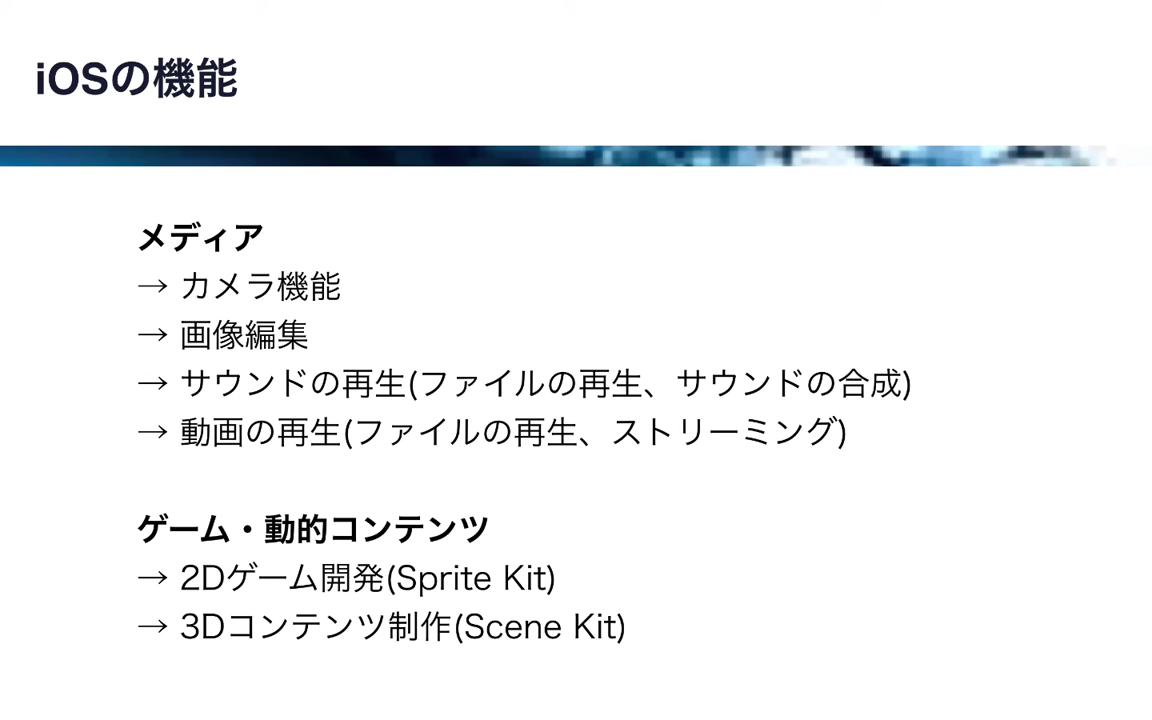 iOSの機能
メディア
→ カメラ機能
→ 画像編集
→ サウンドの再生(ファイルの再生、サウンドの合成)
→ 動画の再生(ファイルの再生、ストリーミング)
ゲーム・動的コンテンツ
→ 2Dゲーム開発(Sprite Kit)
→ 3Dコンテンツ制作(Scene Kit)